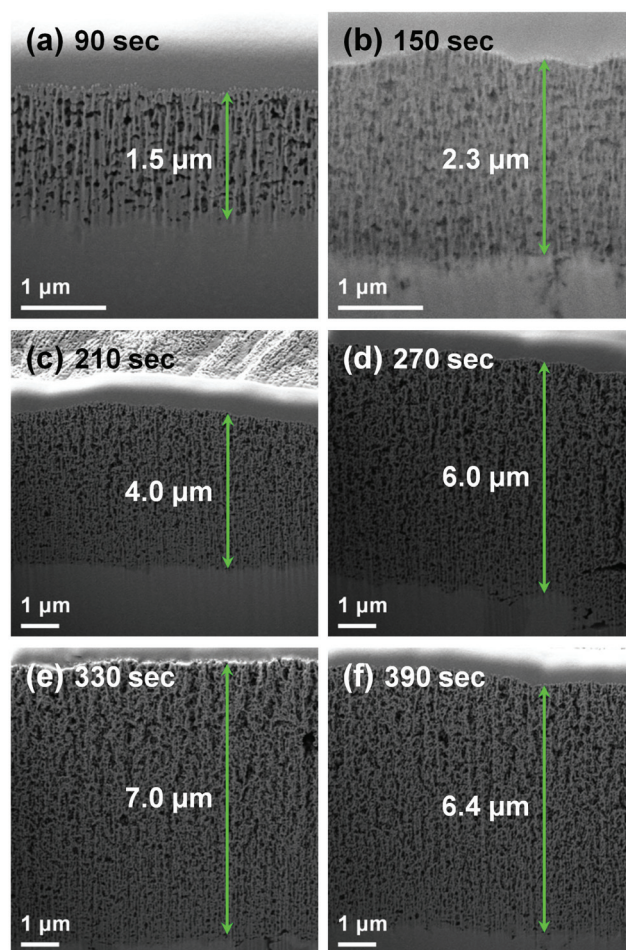 (a) 90 sec
1.5 µm
1 µm
(b) 150 sec
2.3 µm
1 µm
(c) 210 sec
4.0 µm
1 µm
(d) 270 sec
6.0 µm
1 µm
(e) 330 sec
7.0 µm
1 µm
(f) 390 sec
6.4 µm
1 µm